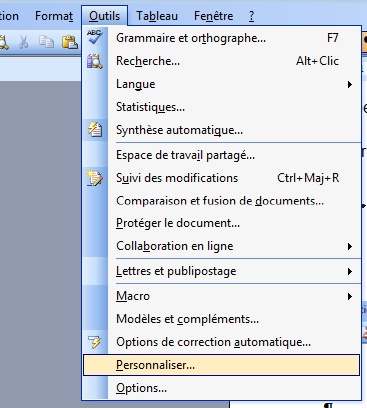 Format Outils Tableau Fenêtre ?
Grammaire et orthographe... F7
Recherche... Alt+Clic
Langue
Statistiques...
Synthèse automatique...
Espace de travail partagé...
Suivi des modifications Ctrl+Maj+R
Comparaison et fusion de documents...
Protéger le document...
Collaboration en ligne
Lettres et publipostage
Macro
Modèles et compléments...
Options de correction automatique...
Personnaliser...
Options...